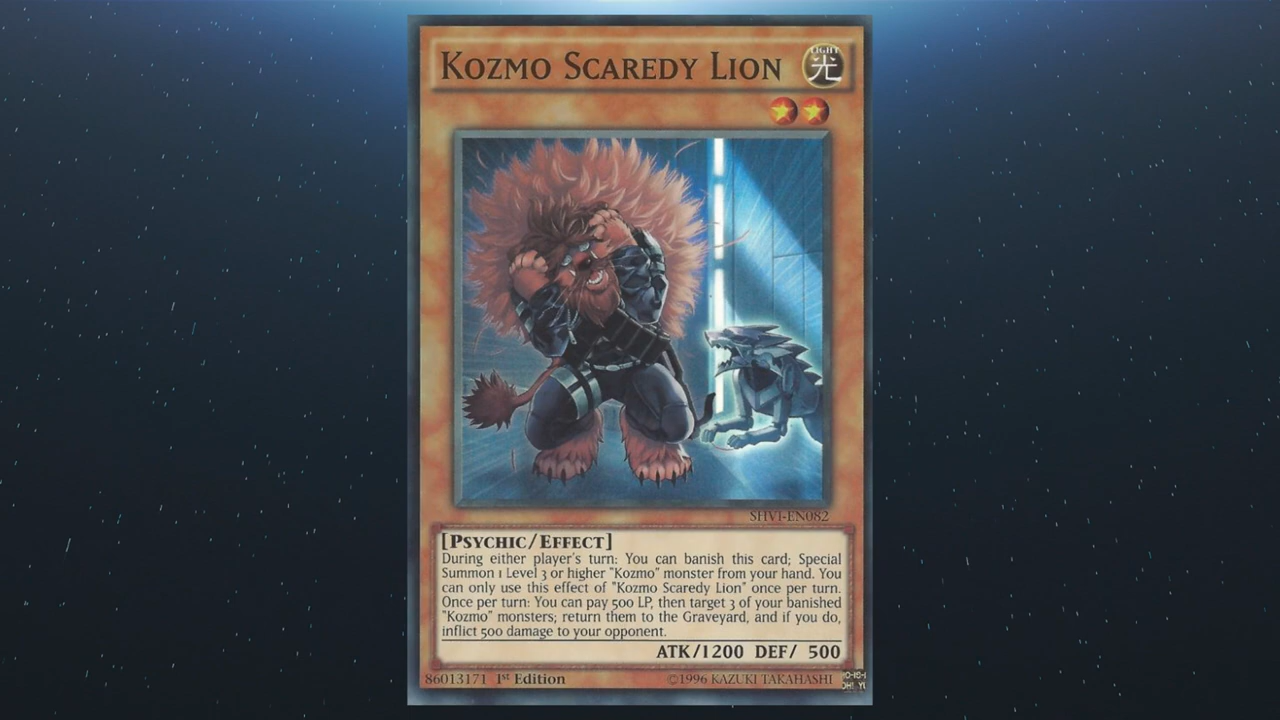 Kozmo Scaredy Lion
LIGHT
光
SHVI-EN082
[Psychic/Effect]
During either player's turn: You can banish this card; Special
Summon 1 Level 3 or higher "Kozmo" monster from your hand. You
can only use this effect of "Kozmo Scaredy Lion" once per turn.
Once per turn: You can pay 500 LP, then target 3 of your banished
"Kozmo" monsters; return them to the Graveyard, and if you do,
inflict 500 damage to your opponent.
ATK/1200 DEF/ 500
86013171 1st Edition ©1996 KAZUKI TAKAHASHI